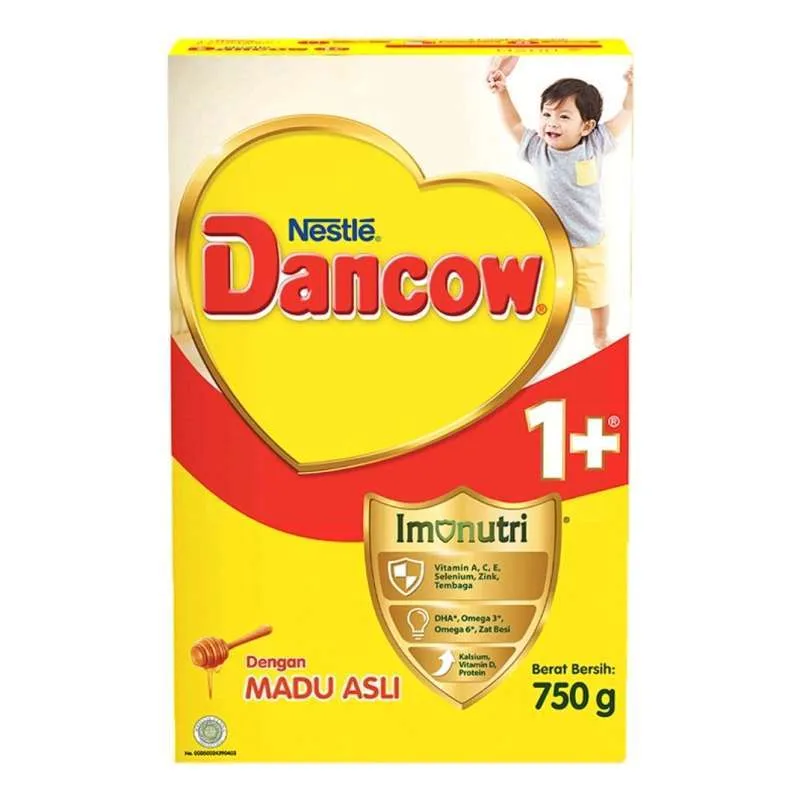 Nestlé®
Dancow®
1+®
Imunutri®
Vitamin A, C, E,
Selenium, Zink,
Tembaga
DHA*, Omega 3*,
Omega 6*, Zat Besi
Kalsium,
Vitamin D,
Protein
Dengan
MADU ASLI
Berat Bersih:
750 g